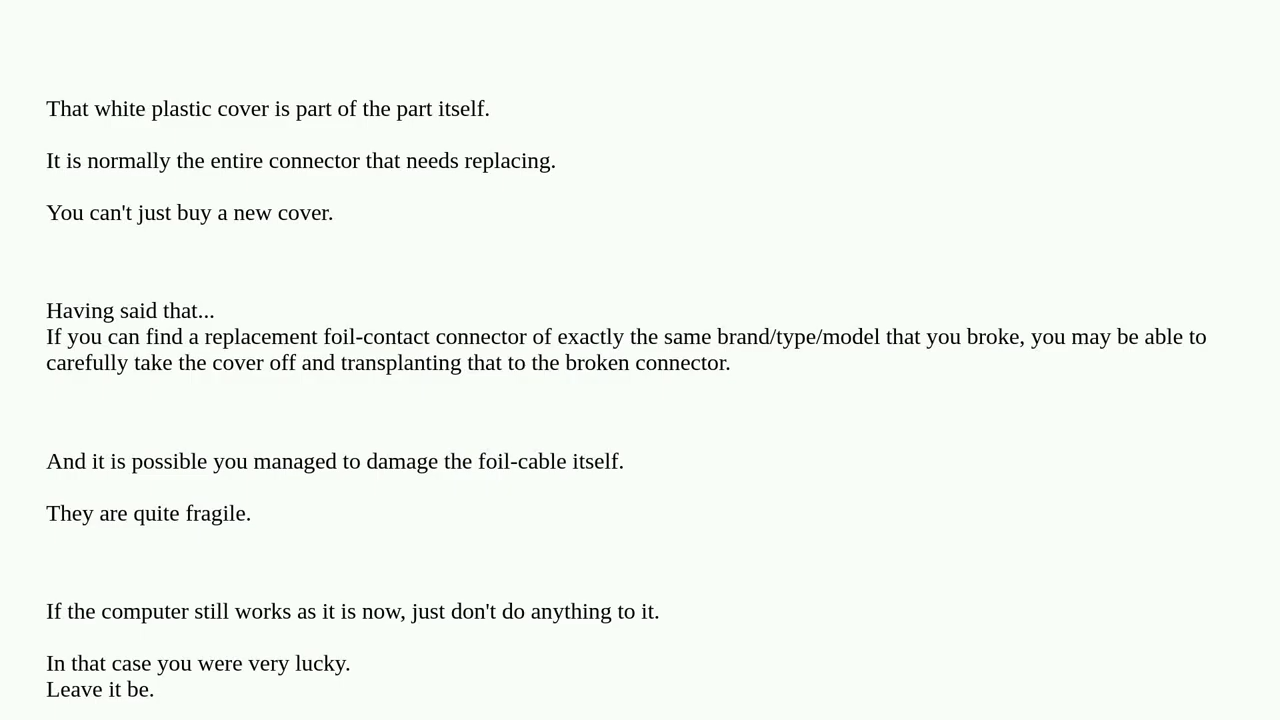 That white plastic cover is part of the part itself.
It is normally the entire connector that needs replacing.
You can't just buy a new cover.
Having said that...
If you can find a replacement foil-contact connector of exactly the same brand/type/model that you broke, you may be able to
carefully take the cover off and transplanting that to the broken connector.
And it is possible you managed to damage the foil-cable itself.
They are quite fragile.
If the computer still works as it is now, just don't do anything to it.
In that case you were very lucky.
Leave it be.